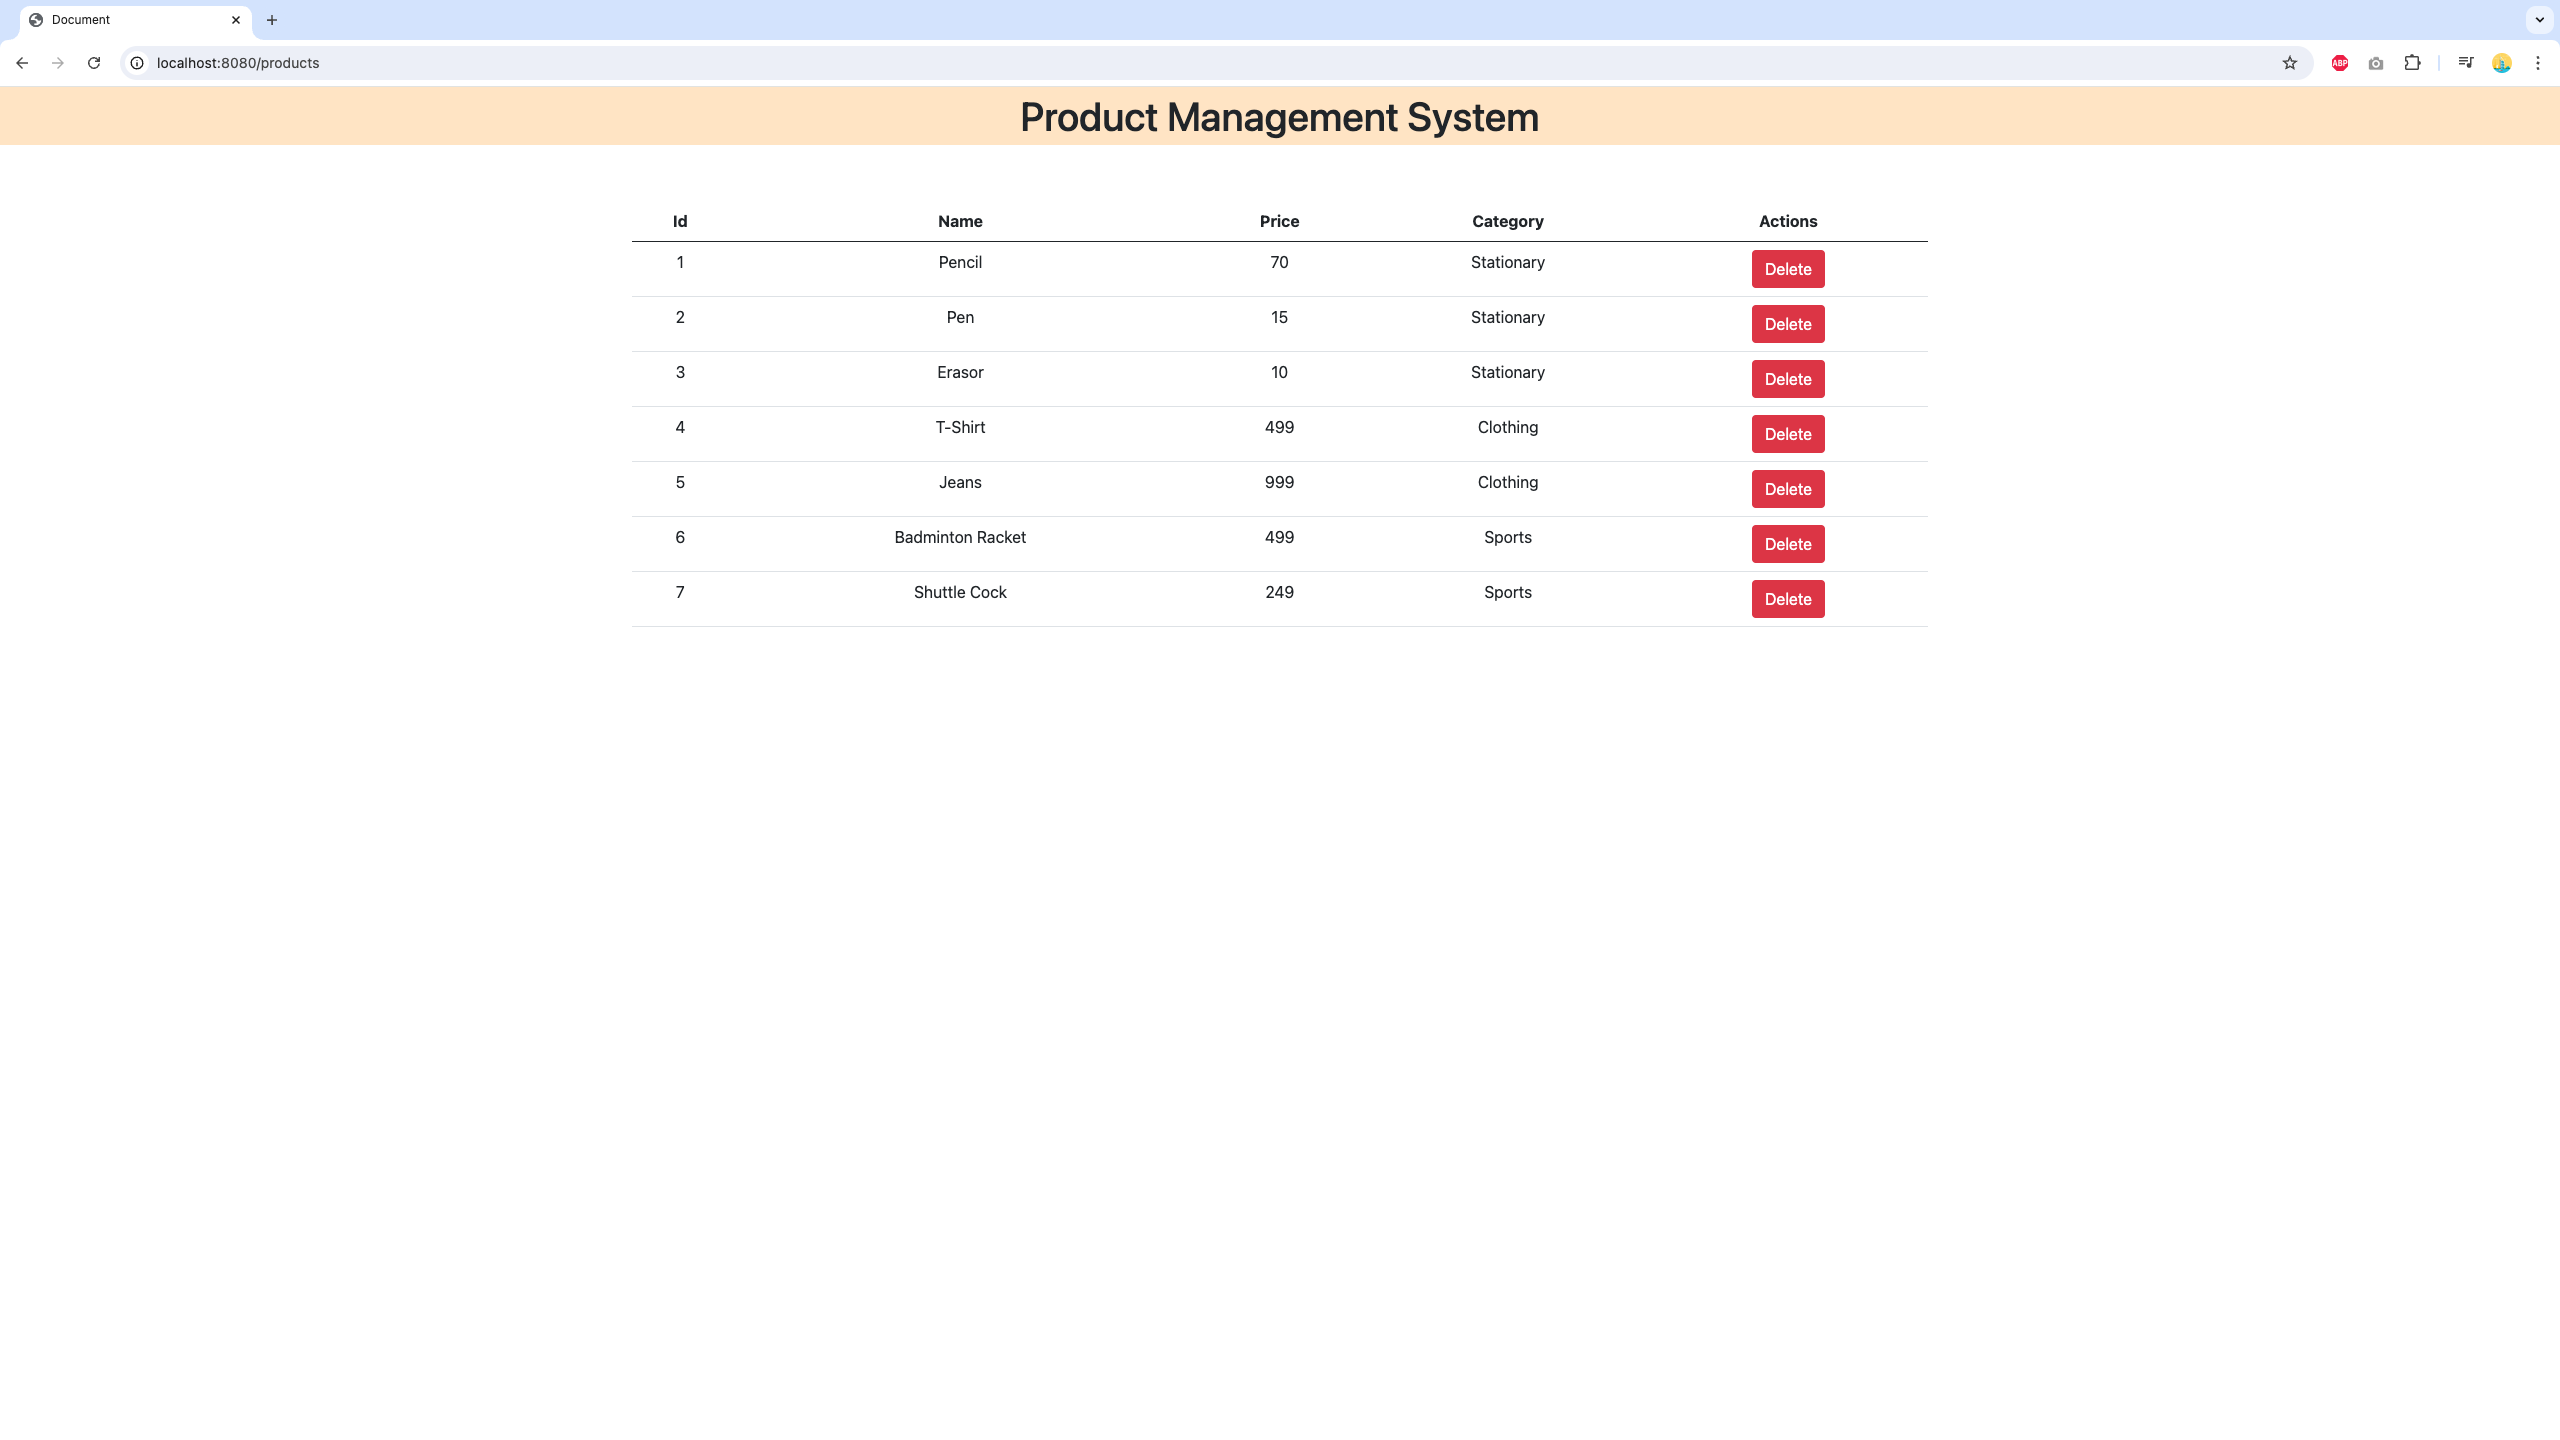 Document
localhost:8080/products
ABP
Product Management System
Id Name Price Category Actions
1 Pencil 70 Stationary Delete
2 Pen 15 Stationary Delete
3 Erasor 10 Stationary Delete
4 T-Shirt 499 Clothing Delete
5 Jeans 999 Clothing Delete
6 Badminton Racket 499 Sports Delete
7 Shuttle Cock 249 Sports Delete